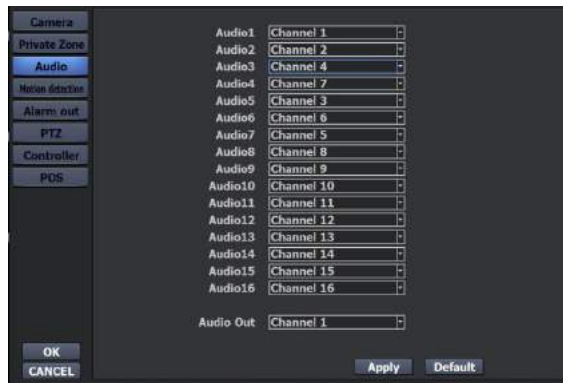 Camera
Private Zone
Audio
Motion detection
Alarm out
PTZ
Controller
POS
Audio1 Channel 1
Audio2 Channel 2
Audio3 Channel 4
Audio4 Channel 7
Audio5 Channel 3
Audio6 Channel 6
Audio7 Channel 5
Audio8 Channel 8
Audio9 Channel 9
Audio10 Channel 10
Audio11 Channel 11
Audio12 Channel 12
Audio13 Channel 13
Audio14 Channel 14
Audio15 Channel 15
Audio16 Channel 16
Audio Out Channel 1
OK
CANCEL
Apply Default